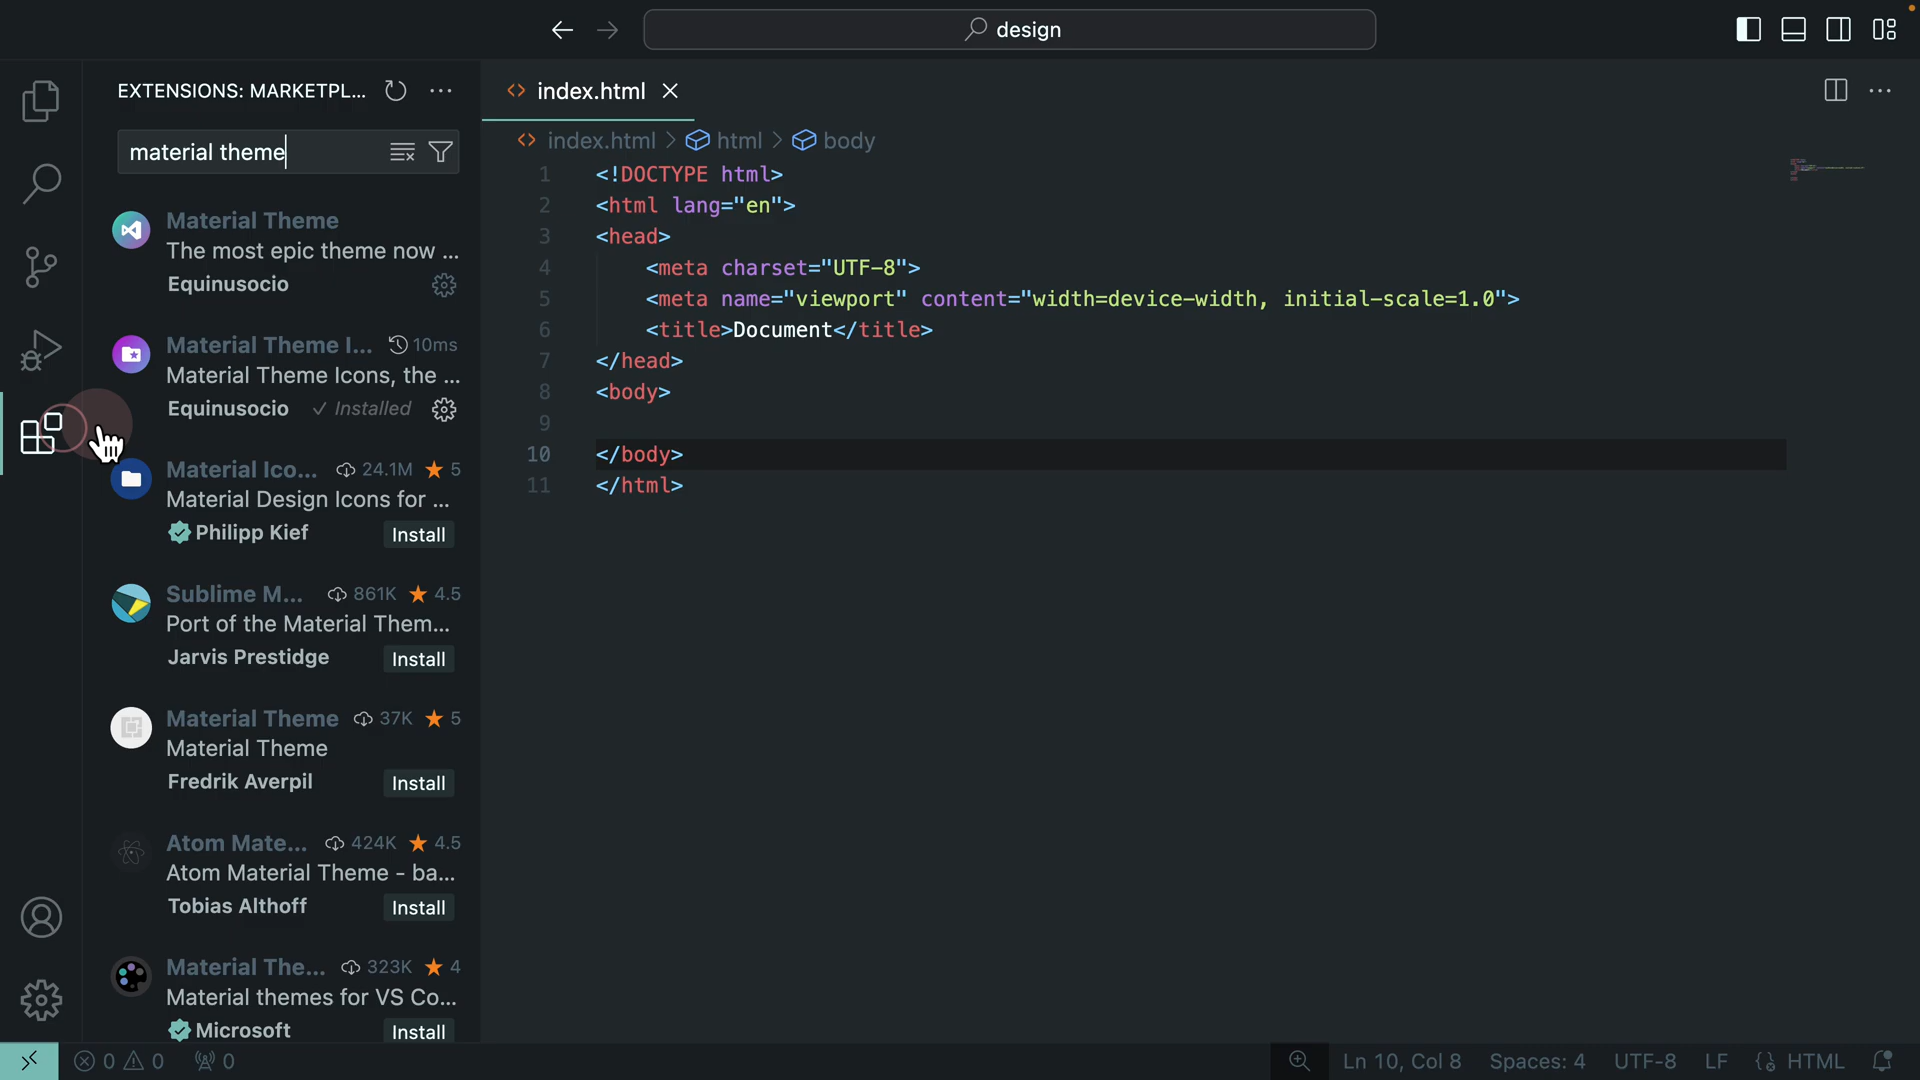 design
EXTENSIONS: MARKETPL...
material theme
Material Theme
The most epic theme now ...
Equinusocio
Material Theme I... 10ms
Material Theme Icons, the ...
Equinusocio ✓ Installed
Material Ico... 24.1M ★ 5
Material Design Icons for ...
Philipp Kief Install
Sublime M... 861K ★ 4.5
Port of the Material Them...
Jarvis Prestidge Install
Material Theme 37K ★ 5
Material Theme
Fredrik Averpil Install
Atom Mate... 424K ★ 4.5
Atom Material Theme - ba...
Tobias Althoff Install
Material The... 323K ★ 4
Material themes for VS Co...
Microsoft Install
index.html
index.html > html > body
1 <!DOCTYPE html>
2 <html lang="en">
3 <head>
4 <meta charset="UTF-8">
5 <meta name="viewport" content="width=device-width, initial-scale=1.0">
6 <title>Document</title>
7 </head>
8 <body>
9
10 </body>
11 </html>
0 0 0 Ln 10, Col 8 Spaces: 4 UTF-8 LF HTML